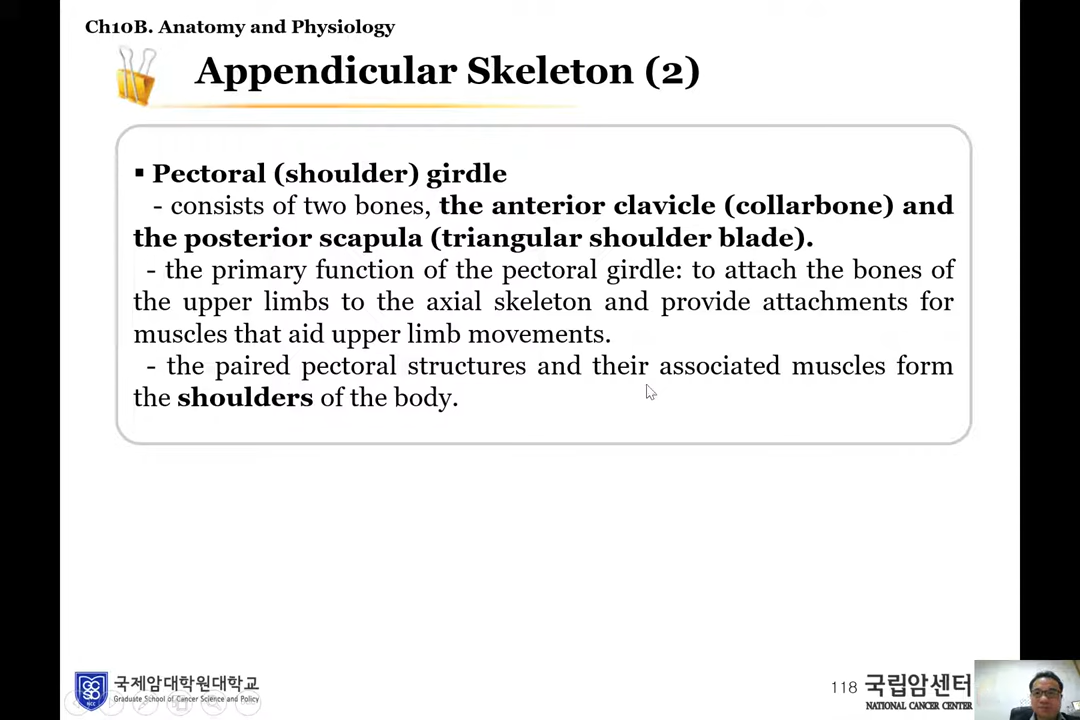 Ch10B. Anatomy and Physiology
Appendicular Skeleton (2)
▪ Pectoral (shoulder) girdle
- consists of two bones, the anterior clavicle (collarbone) and
the posterior scapula (triangular shoulder blade).
- the primary function of the pectoral girdle: to attach the bones of
the upper limbs to the axial skeleton and provide attachments for
muscles that aid upper limb movements.
- the paired pectoral structures and their associated muscles form
the shoulders of the body.
국제암대학원대학교
Graduate School of Cancer Science and Policy
NCC
118
국립암센터
NATIONAL CANCER CENTER